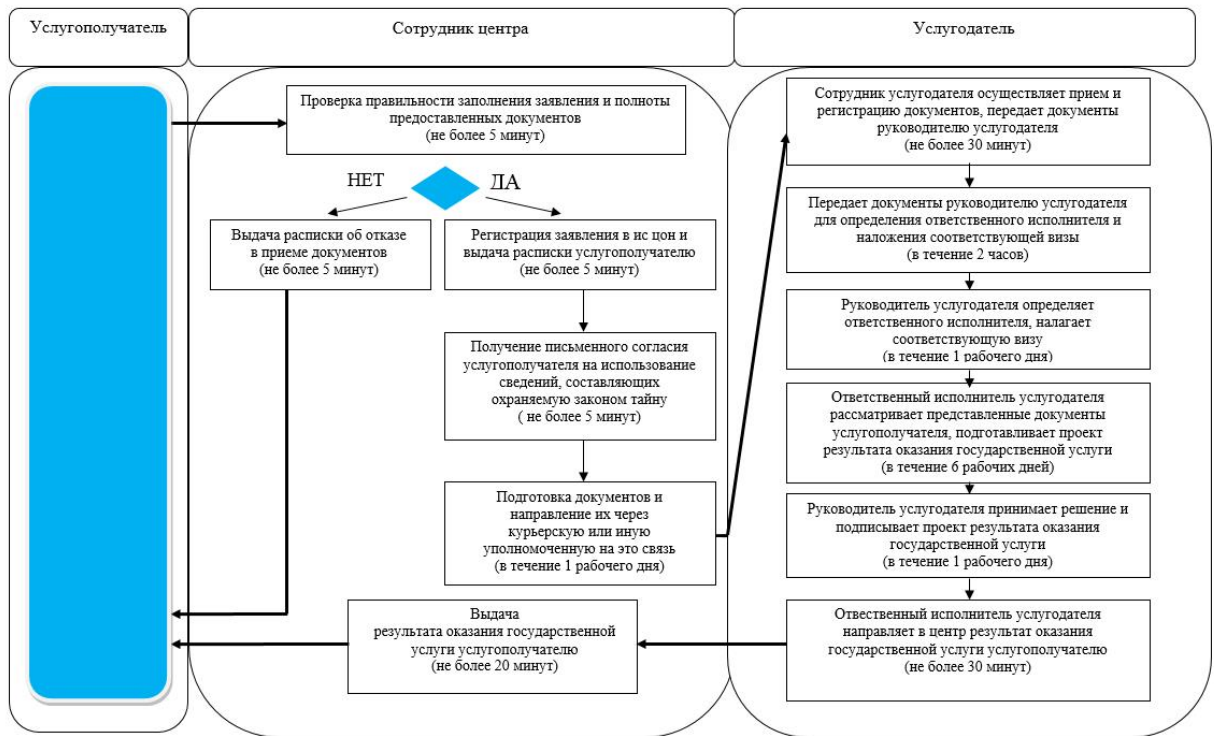 Услугополучатель
Сотрудник центра
Услугодатель
Проверка правильности заполнения заявления и полноты
предоставленных документов
(не более 5 минут)
НЕТ
ДА
Выдача расписки об отказе
в приеме документов
(не более 5 минут)
Регистрация заявления в ис цон и
выдача расписки услугополучателю
(не более 5 минут)
Получение письменного согласия
услугополучателя на использование
сведений, составляющих
охраняемую законом тайну
( не более 5 минут)
Подготовка документов и
направление их через
курьерскую или иную
уполномоченную на это связь
(в течение 1 рабочего дня)
Выдача
результата оказания государственной
услуги услугополучателю
(не более 20 минут)
Сотрудник услугодателя осуществляет прием и
регистрацию документов, передает документы
руководителю услугодателя
(не более 30 минут)
Передает документы руководителю услугодателя
для определения ответственного исполнителя и
наложения соответствующей визы
(в течение 2 часов)
Руководитель услугодателя определяет
ответственного исполнителя, налагает
соответствующую визу
(в течение 1 рабочего дня)
Ответственный исполнитель услугодателя
рассматривает представленные документы
услугополучателя, подготавливает проект
результата оказания государственной услуги
(в течение 6 рабочих дней)
Руководитель услугодателя принимает решение и
подписывает проект результата оказания
государственной услуги
(в течение 1 рабочего дня)
Отвественный исполнитель услугодателя
направляет в центр результат оказания
государственной услуги услугополучателю
(не более 30 минут)